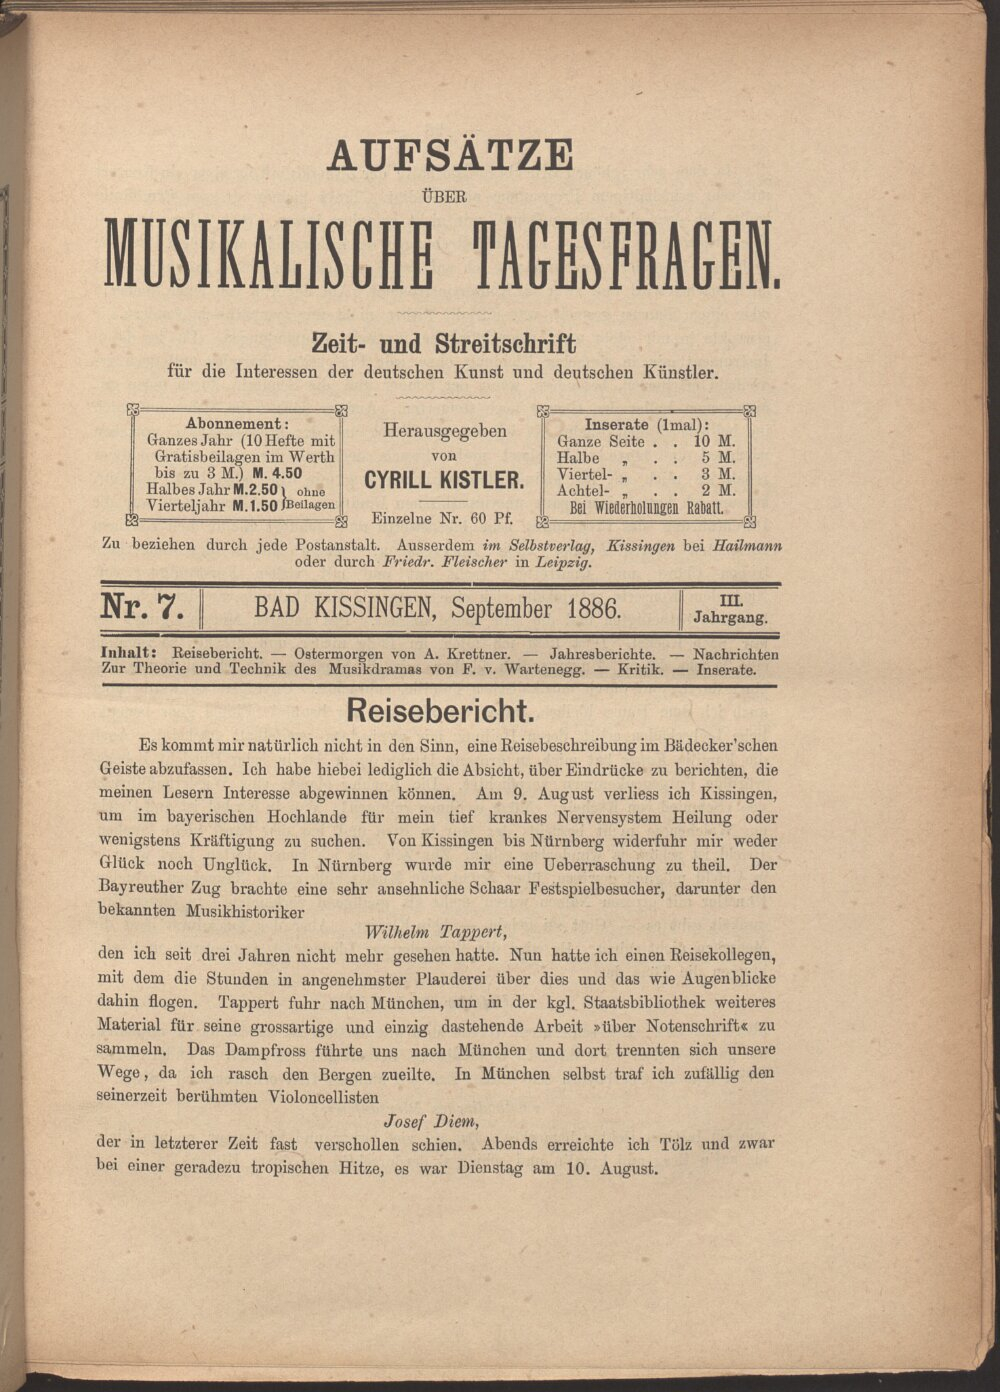 AUFSÄTZE
ÜBER
MUSIKALISCHE TAGESFRAGEN.
Zeit- und Streitschrift
für die Interessen der deutschen Kunst und deutschen Künstler.
Abonnement:
Ganzes Jahr (10 Hefte mit
Gratisbeilagen im Werth
bis zu 3 M.) M. 4.50
Halbes Jahr M. 2.50 } ohne
Vierteljahr M. 1.50 } Beilagen
Herausgegeben
von
CYRILL KISTLER.
Einzelne Nr. 60 Pf.
Inserate (1mal):
Ganze Seite . . 10 M.
Halbe „ . . 5 M.
Viertel- „ . . 3 M.
Achtel- „ . . 2 M.
Bei Wiederholungen Rabatt.
Zu beziehen durch jede Postanstalt. Ausserdem im Selbstverlag, Kissingen bei Hailmann
oder durch Friedr. Fleischer in Leipzig.
Nr. 7. BAD KISSINGEN, September 1886. III. Jahrgang.
Inhalt: Reisebericht. — Ostermorgen von A. Krettner. — Jahresberichte. — Nachrichten
Zur Theorie und Technik des Musikdramas von F. v. Wartenegg. — Kritik. — Inserate.
Reisebericht.
Es kommt mir natürlich nicht in den Sinn, eine Reisebeschreibung im Bädecker'schen
Geiste abzufassen. Ich habe hiebei lediglich die Absicht, über Eindrücke zu berichten, die
meinen Lesern Interesse abgewinnen können. Am 9. August verliess ich Kissingen,
um im bayerischen Hochlande für mein tief krankes Nervensystem Heilung oder
wenigstens Kräftigung zu suchen. Von Kissingen bis Nürnberg widerfuhr mir weder
Glück noch Unglück. In Nürnberg wurde mir eine Ueberraschung zu theil. Der
Bayreuther Zug brachte eine sehr ansehnliche Schaar Festspielbesucher, darunter den
bekannten Musikhistoriker
Wilhelm Tappert,
den ich seit drei Jahren nicht mehr gesehen hatte. Nun hatte ich einen Reisekollegen,
mit dem die Stunden in angenehmster Plauderei über dies und das wie Augenblicke
dahin flogen. Tappert fuhr nach München, um in der kgl. Staatsbibliothek weiteres
Material für seine grossartige und einzig dastehende Arbeit »über Notenschrift« zu
sammeln. Das Dampfross führte uns nach München und dort trennten sich unsere
Wege, da ich rasch den Bergen zueilte. In München selbst traf ich zufällig den
seinerzeit berühmten Violoncellisten
Josef Diem,
der in letzterer Zeit fast verschollen schien. Abends erreichte ich Tölz und zwar
bei einer geradezu tropischen Hitze, es war Dienstag am 10. August.